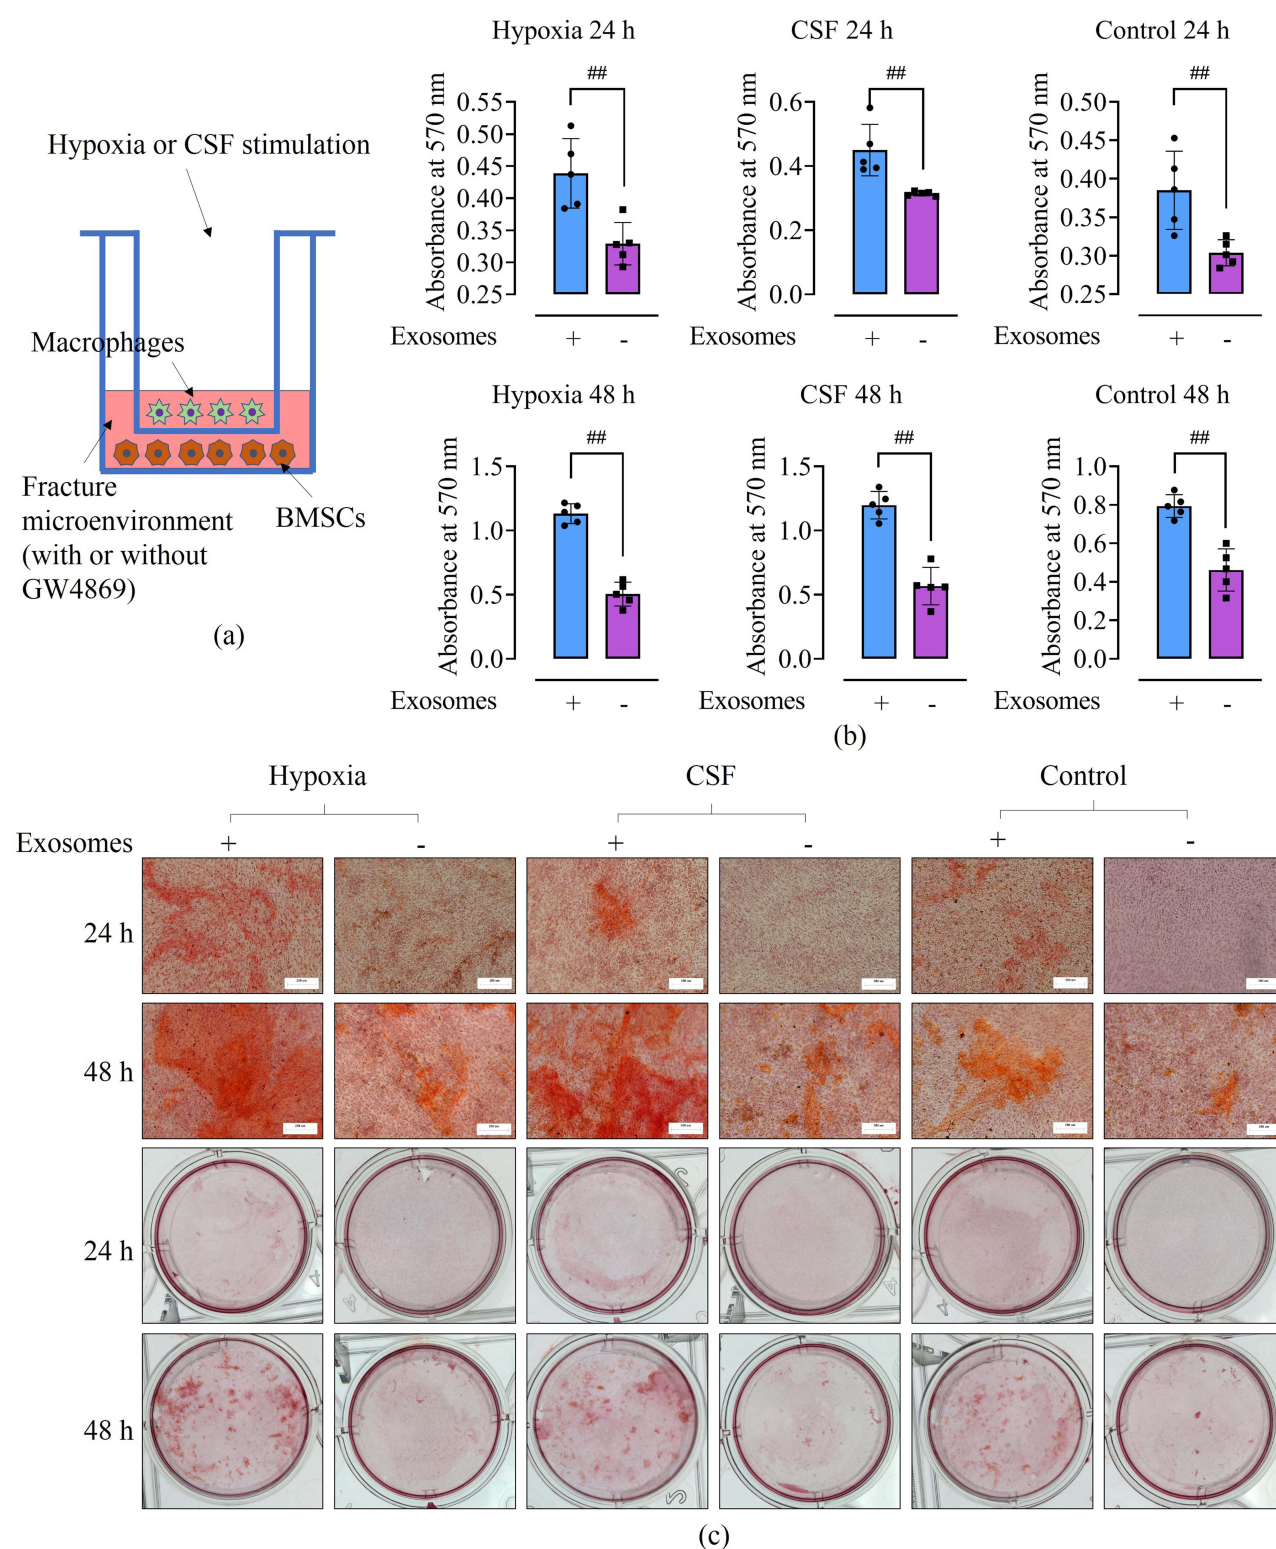 Hypoxia or CSF stimulation
Macrophages
Fracture
microenvironment
(with or without
GW4869)
BMSCs
(a)
Hypoxia 24 h
##
Absorbance at 570 nm
0.55
0.50
0.45
0.40
0.35
0.30
0.25
Exosomes + -
CSF 24 h
##
Absorbance at 570 nm
0.6
0.4
0.2
0.0
Exosomes + -
Control 24 h
##
Absorbance at 570 nm
0.50
0.45
0.40
0.35
0.30
0.25
Exosomes + -
Hypoxia 48 h
##
Absorbance at 570 nm
1.5
1.0
0.5
0.0
Exosomes + -
CSF 48 h
##
Absorbance at 570 nm
1.5
1.0
0.5
0.0
Exosomes + -
Control 48 h
##
Absorbance at 570 nm
1.0
0.8
0.6
0.4
0.2
0.0
Exosomes + -
(b)
Hypoxia CSF Control
Exosomes + - + - + -
24 h
48 h
24 h
48 h
(c)